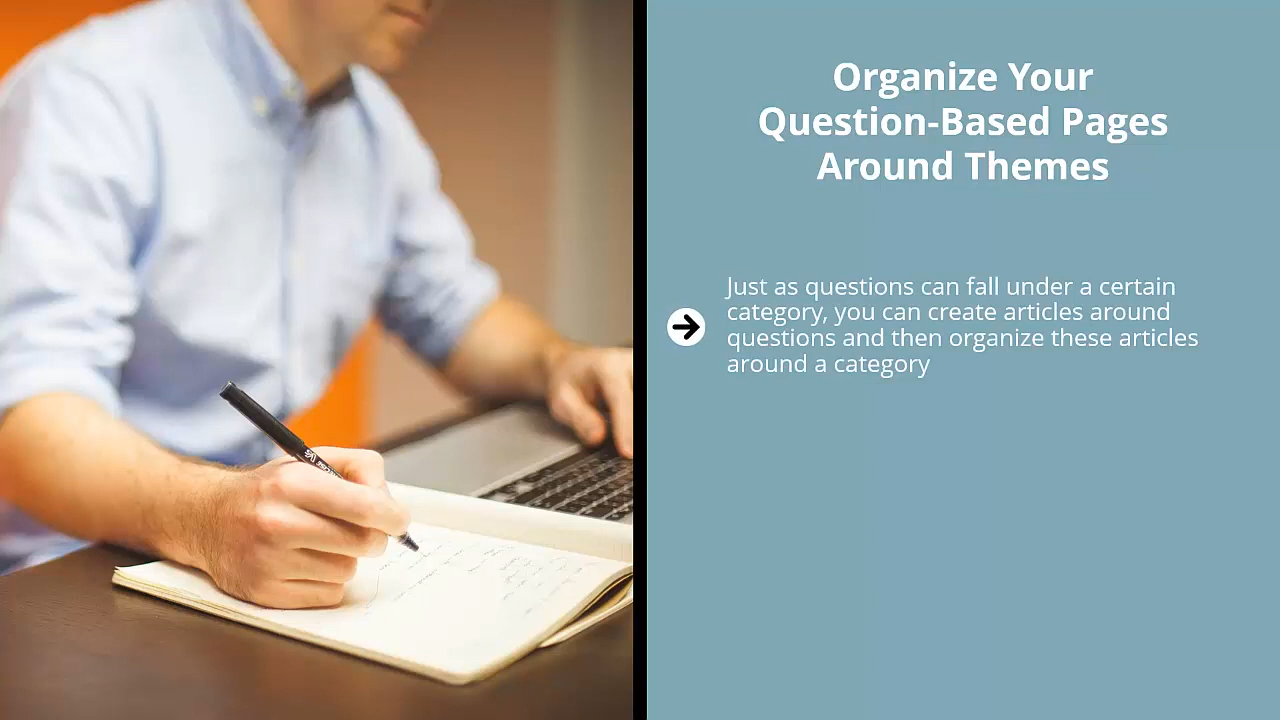 Organize Your
Question-Based Pages
Around Themes
Just as questions can fall under a certain
category, you can create articles around
questions and then organize these articles
around a category